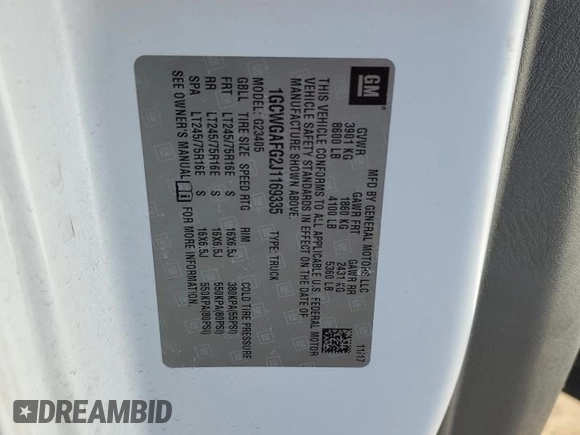 GM
MFD BY GENERAL MOTORS LLC 11/17
GVWR GAWR FRT GAWR RR
3901 KG 1860 KG 2431 KG
8600 LB 4100 LB 5360 LB
THIS VEHICLE CONFORMS TO ALL APPLICABLE U.S. FEDERAL MOTOR
VEHICLE SAFETY STANDARDS IN EFFECT ON THE DATE OF
MANUFACTURE SHOWN ABOVE.
1GCWGAFG2J1169335 TYPE: TRUCK
G23405
GBLL TIRE SIZE SPEED RTG RIM COLD TIRE PRESSURE
FRT LT245/75R16E S 16X6.5J 380KPA(55PSI)
RR LT245/75R16E S 16X6.5J 550KPA(80PSI)
SPA LT245/75R16E S 16X6.5J 550KPA(80PSI)
SEE OWNER'S MANUAL FOR MORE INFORMATION.
DREAMBID